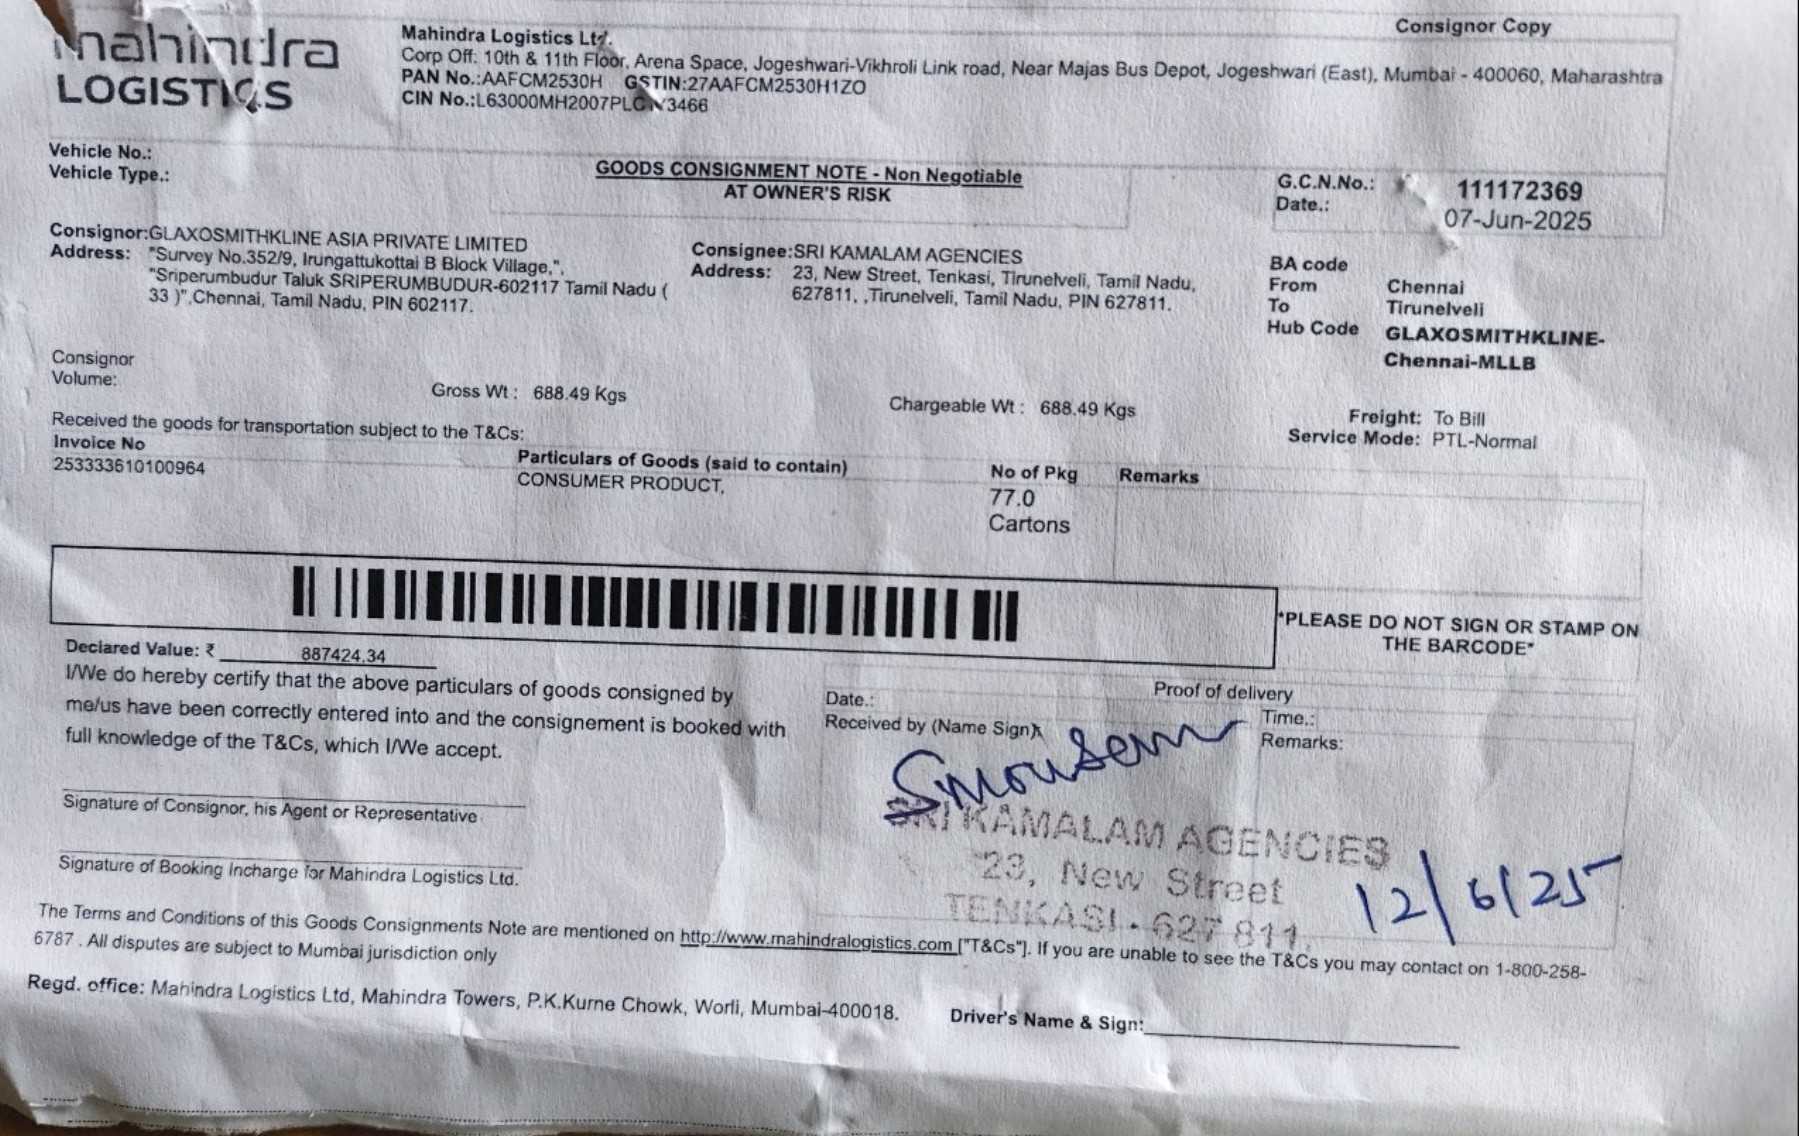 Consignor Copy
mahindra
LOGISTICS
Mahindra Logistics Ltd.
Corp Off: 10th & 11th Floor, Arena Space, Jogeshwari-Vikhroli Link road, Near Majas Bus Depot, Jogeshwari (East), Mumbai - 400060, Maharashtra
PAN No.:AAFCM2530H GSTIN:27AAFCM2530H1ZO
CIN No.:
Vehicle No.:
Vehicle Type.:
GOODS CONSIGNMENT NOTE - Non Negotiable
AT OWNER'S RISK
G.C.N.No.: 111172369
Date.: 07-Jun-2025
Consignor:GLAXOSMITHKLINE ASIA PRIVATE LIMITED
Address: "Survey No.352/9, Irungattukottai B Block Village,",
"Sriperumbudur Taluk SRIPERUMBUDUR-602117 Tamil Nadu (
33 )",Chennai, Tamil Nadu, PIN 602117.
Consignee:SRI KAMALAM AGENCIES
Address: 23, New Street, Tenkasi, Tirunelveli, Tamil Nadu,
627811, ,Tirunelveli, Tamil Nadu, PIN 627811.
BA code
From Chennai
To Tirunelveli
Hub Code GLAXOSMITHKLINE-
Chennai-MLLB
Consignor
Volume:
Gross Wt : 688.49 Kgs
Chargeable Wt : 688.49 Kgs
Freight: To Bill
Service Mode: PTL-Normal
Received the goods for transportation subject to the T&Cs:
Invoice No
253333610100964
Particulars of Goods (said to contain)
CONSUMER PRODUCT,
No of Pkg
77.0
Cartons
Remarks
*PLEASE DO NOT SIGN OR STAMP ON
THE BARCODE*
Declared Value: ₹ 887424.34
I/We do hereby certify that the above particulars of goods consigned by
me/us have been correctly entered into and the consignement is booked with
full knowledge of the T&Cs, which I/We accept.
Signature of Consignor, his Agent or Representative
Signature of Booking Incharge for Mahindra Logistics Ltd.
Proof of delivery
Date.:
Time.:
Received by (Name Sign)
Remarks:
SRI KAMALAM AGENCIES
23, New Street
TENKASI - 627 811.
12/6/25
The Terms and Conditions of this Goods Consignments Note are mentioned on http://www.mahindralogistics.com ["T&Cs"]. If you are unable to see the T&Cs you may contact on 1-800-258-
6787 . All disputes are subject to Mumbai jurisdiction only
Regd. office: Mahindra Logistics Ltd, Mahindra Towers, P.K.Kurne Chowk, Worli, Mumbai-400018.
Driver's Name & Sign: